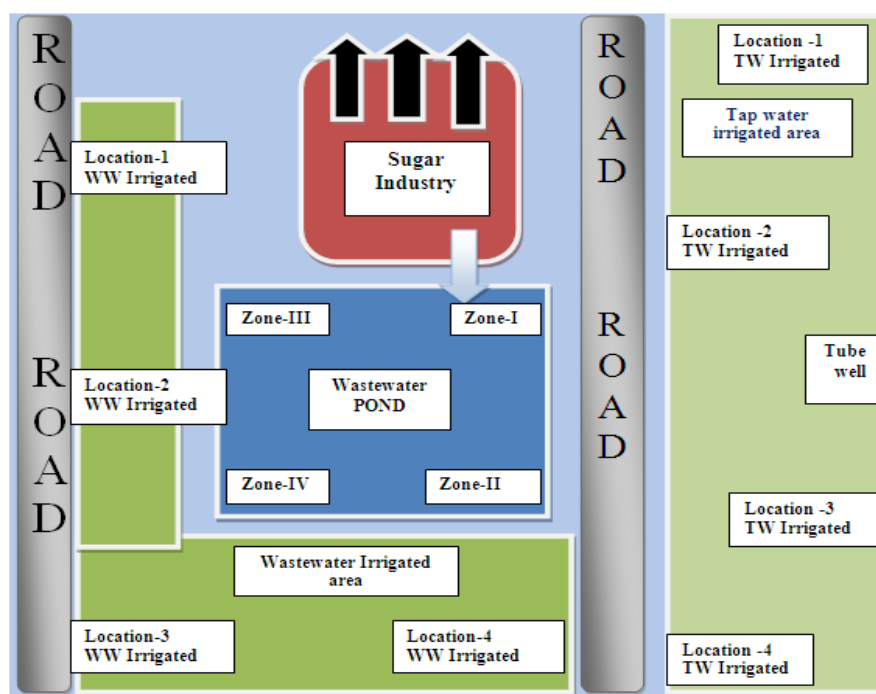 ROAD
ROAD
Location-1
WW Irrigated
Location-2
WW Irrigated
Sugar
Industry
Zone-III
Zone-I
Wastewater
POND
Zone-IV
Zone-II
Wastewater Irrigated
area
Location-3
WW Irrigated
Location-4
WW Irrigated
ROAD
ROAD
Location -1
TW Irrigated
Tap water
irrigated area
Location -2
TW Irrigated
Tube
well
Location -3
TW Irrigated
Location -4
TW Irrigated